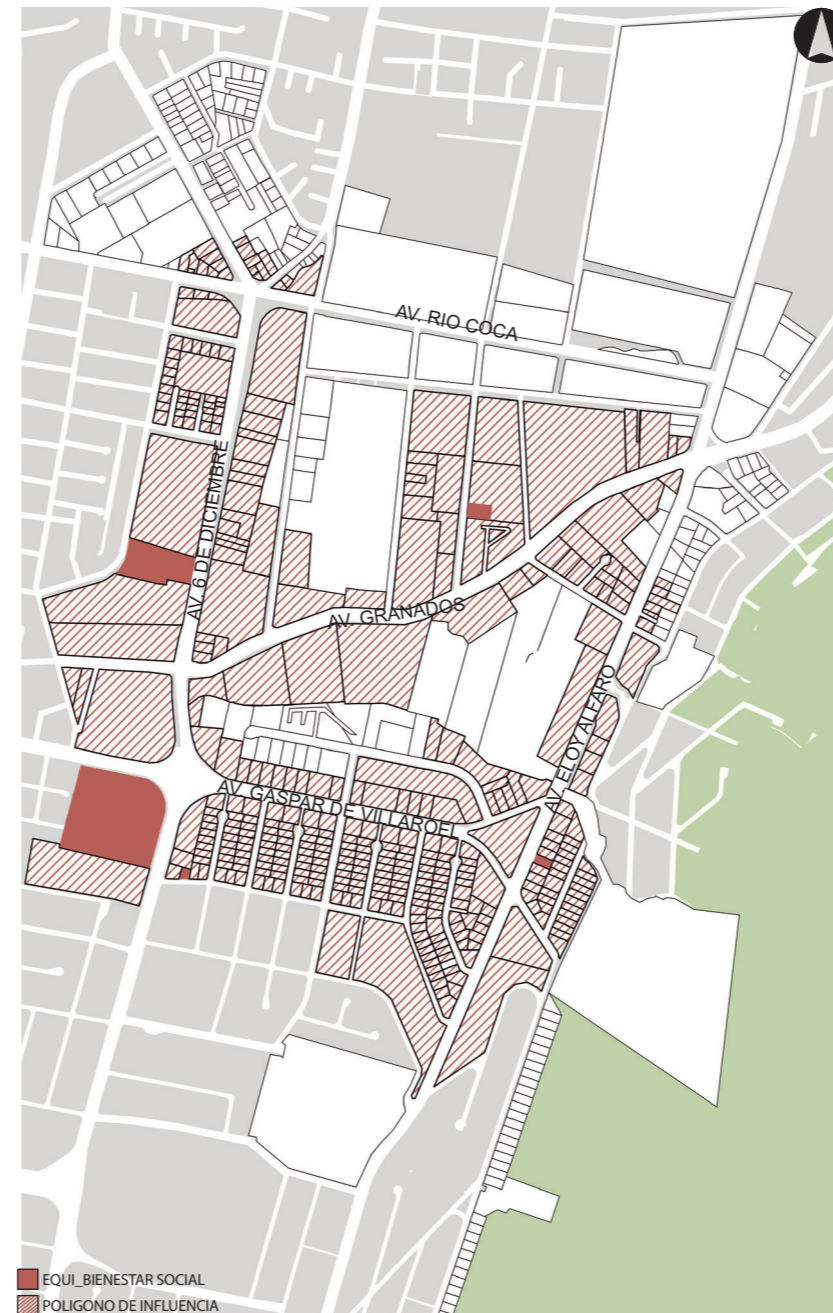 AV. RIO COCA
AV. 6 DE DICIEMBRE
AV. GRANADOS
AV. ELOY ALFARO
AV. GASPAR DE VILLAROEL
EQUI_BIENESTAR SOCIAL
POLIGONO DE INFLUENCIA